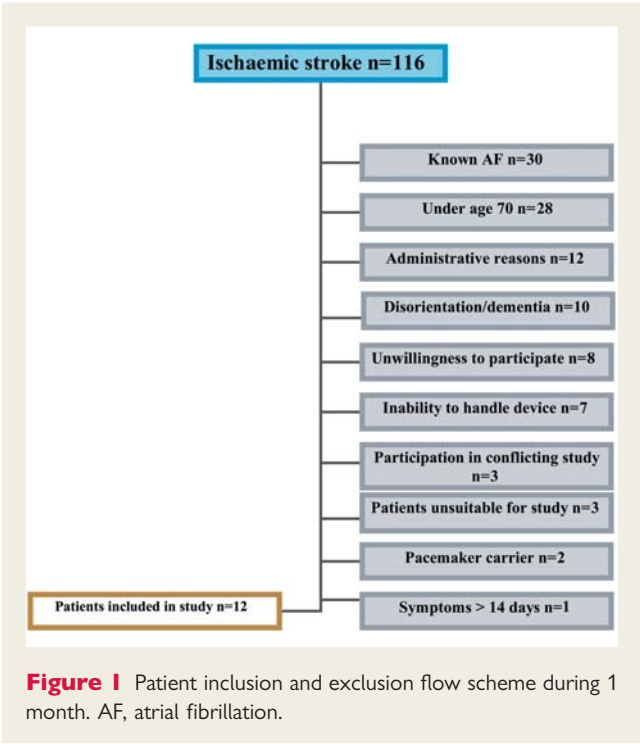 Ischaemic stroke n=116
Known AF n=30
Under age 70 n=28
Administrative reasons n=12
Disorientation/dementia n=10
Unwillingness to participate n=8
Inability to handle device n=7
Participation in conflicting study
n=3
Patients unsuitable for study n=3
Pacemaker carrier n=2
Patients included in study n=12
Symptoms > 14 days n=1
Figure 1 Patient inclusion and exclusion flow scheme during 1
month. AF, atrial fibrillation.